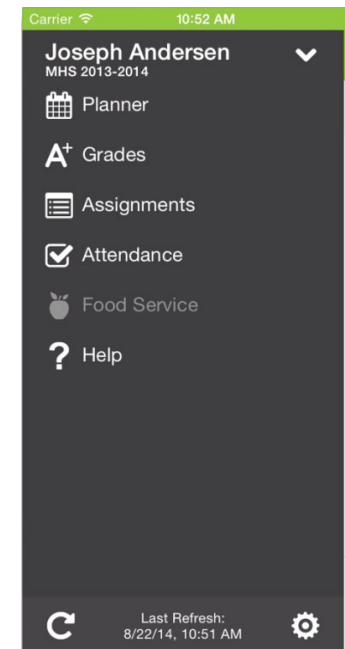 Carrier 10:52 AM
Joseph Andersen
MHS 2013-2014
Planner
A+ Grades
Assignments
Attendance
Food Service
? Help
Last Refresh:
8/22/14, 10:51 AM